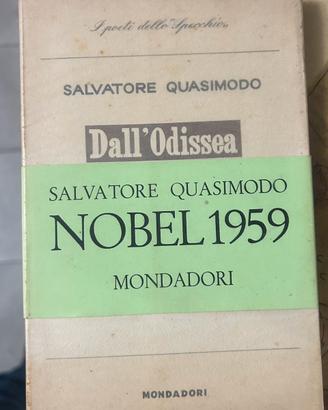 I poeti dello "Specchio"
SALVATORE QUASIMODO
Dall'Odissea
SALVATORE QUASIMODO
NOBEL 1959
MONDADORI
MONDADORI